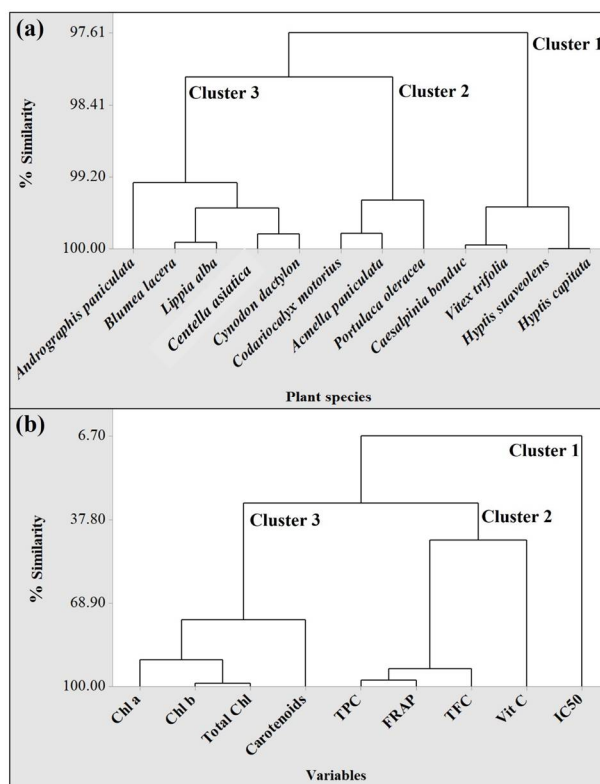 (a)
97.61
98.41
99.20
100.00
% Similarity
Cluster 1
Cluster 3
Cluster 2
Andrographis paniculata
Blumea lacera
Lippia alba
Centella asiatica
Cynodon dactylon
Codariocalyx motorius
Acmella paniculata
Portulaca oleracea
Caesalpinia bonduc
Vitex trifolia
Hyptis suaveolens
Hyptis capitata
Plant species
(b)
6.70
37.80
68.90
100.00
% Similarity
Cluster 1
Cluster 3
Cluster 2
Chl a
Chl b
Total Chl
Carotenoids
TPC
FRAP
TFC
Vit C
IC50
Variables